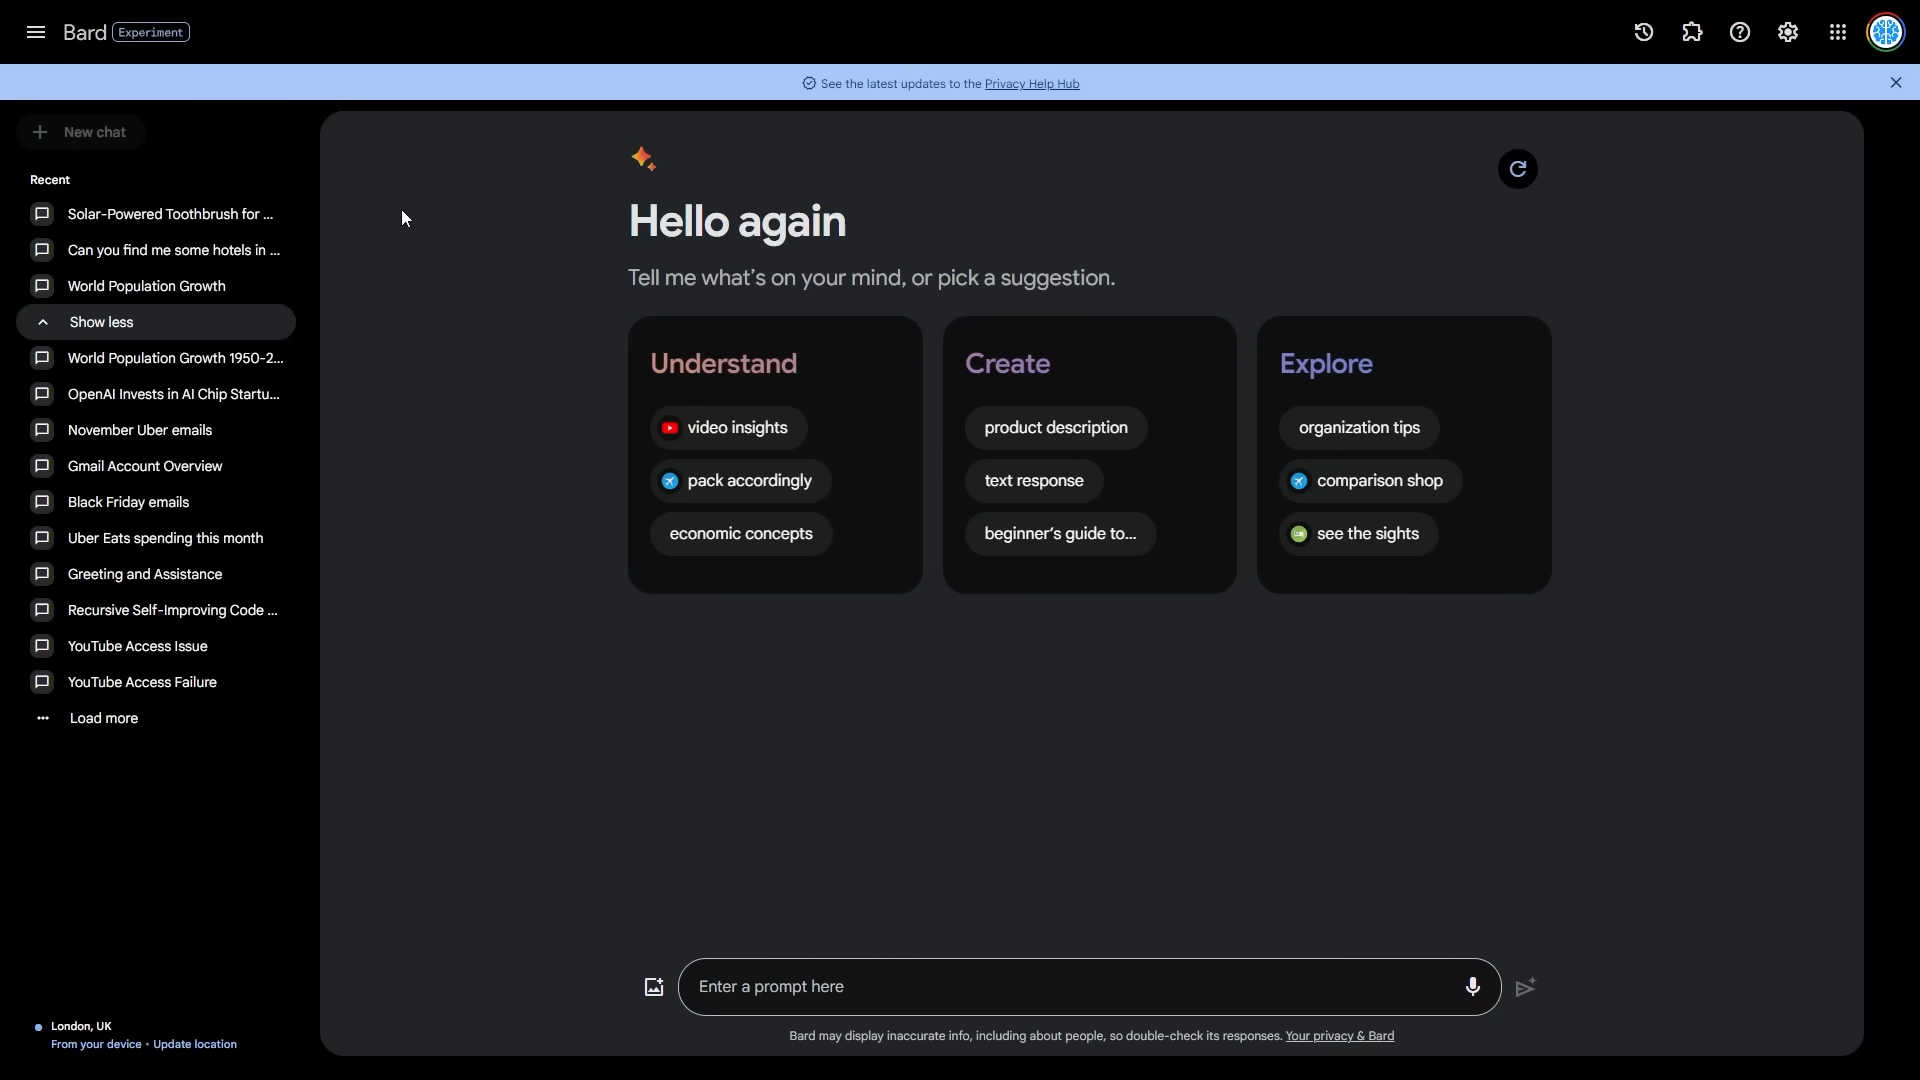 Bard Experiment
See the latest updates to the Privacy Help Hub
New chat
Recent
Solar-Powered Toothbrush for ...
Can you find me some hotels in ...
World Population Growth
Show less
World Population Growth 1950-2...
OpenAI Invests in AI Chip Startu...
November Uber emails
Gmail Account Overview
Black Friday emails
Uber Eats spending this month
Greeting and Assistance
Recursive Self-Improving Code ...
YouTube Access Issue
YouTube Access Failure
Load more
London, UK
From your device • Update location
Hello again
Tell me what’s on your mind, or pick a suggestion.
Understand
video insights
pack accordingly
economic concepts
Create
product description
text response
beginner’s guide to...
Explore
organization tips
comparison shop
see the sights
Enter a prompt here
Bard may display inaccurate info, including about people, so double-check its responses. Your privacy & Bard